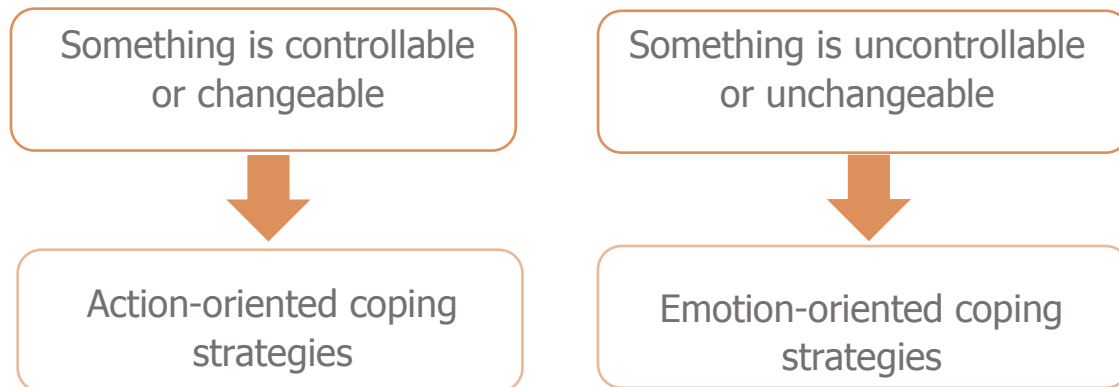 Something is controllable
or changeable
Something is uncontrollable
or unchangeable
Action-oriented coping
strategies
Emotion-oriented coping
strategies